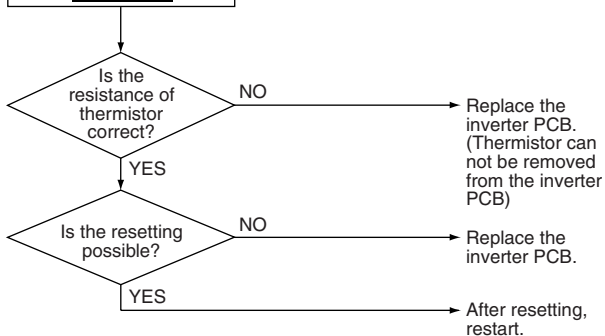 Is the
resistance of
thermistor
correct?
NO
Replace the
inverter PCB.
(Thermistor can
not be removed
from the inverter
PCB)
YES
Is the resetting
possible?
NO
Replace the
inverter PCB.
YES
After resetting,
restart.